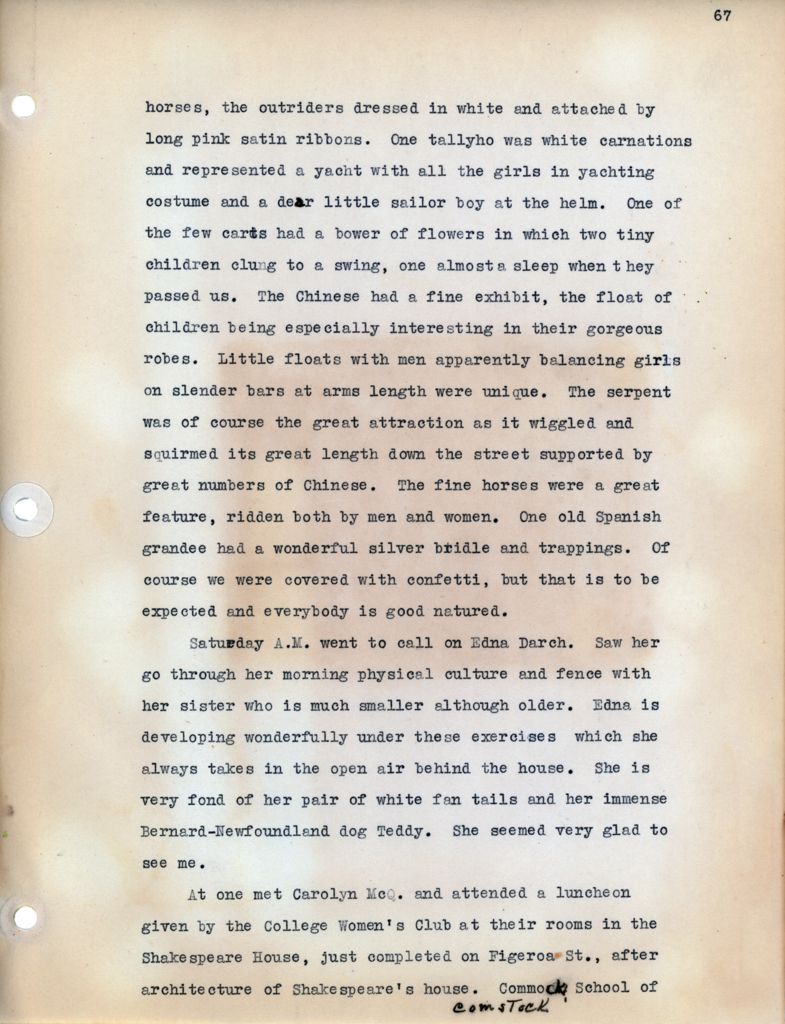 67
horses, the outriders dressed in white and attached by
long pink satin ribbons. One tallyho was white carnations
and represented a yacht with all the girls in yachting
costume and a dear little sailor boy at the helm. One of
the few carts had a bower of flowers in which two tiny
children clung to a swing, one almost a sleep when t hey
passed us. The Chinese had a fine exhibit, the float of
children being especially interesting in their gorgeous
robes. Little floats with men apparently balancing girls
on slender bars at arms length were unique. The serpent
was of course the great attraction as it wiggled and
squirmed its great length down the street supported by
great numbers of Chinese. The fine horses were a great
feature, ridden both by men and women. One old Spanish
grandee had a wonderful silver bridle and trappings. Of
course we were covered with confetti, but that is to be
expected and everybody is good natured.
Saturday A.M. went to call on Edna Darch. Saw her
go through her morning physical culture and fence with
her sister who is much smaller although older. Edna is
developing wonderfully under these exercises which she
always takes in the open air behind the house. She is
very fond of her pair of white fan tails and her immense
Bernard-Newfoundland dog Teddy. She seemed very glad to
see me.
At one met Carolyn McQ. and attended a luncheon
given by the College Women's Club at their rooms in the
Shakespeare House, just completed on Figeroa St., after
architecture of Shakespeare's house. Commock School of
comstock